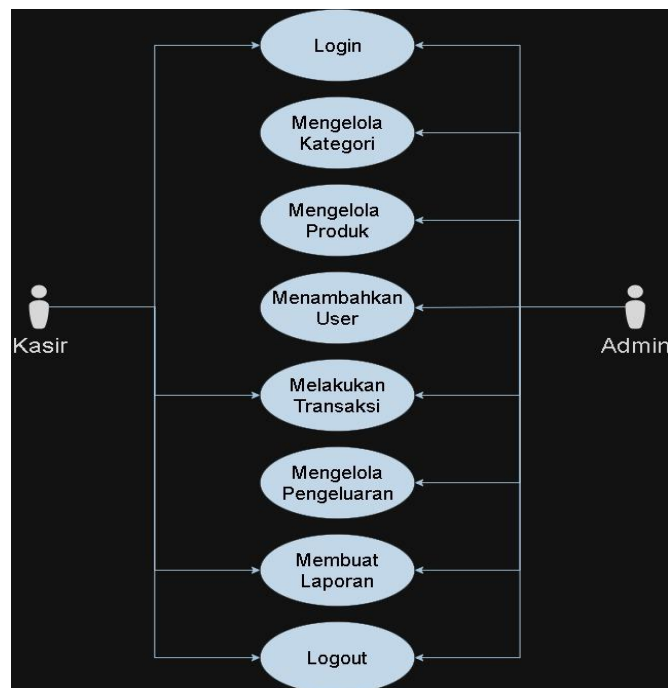 Login
Mengelola
Kategori
Mengelola
Produk
Menambahkan
User
Kasir
Admin
Melakukan
Transaksi
Mengelola
Pengeluaran
Membuat
Laporan
Logout